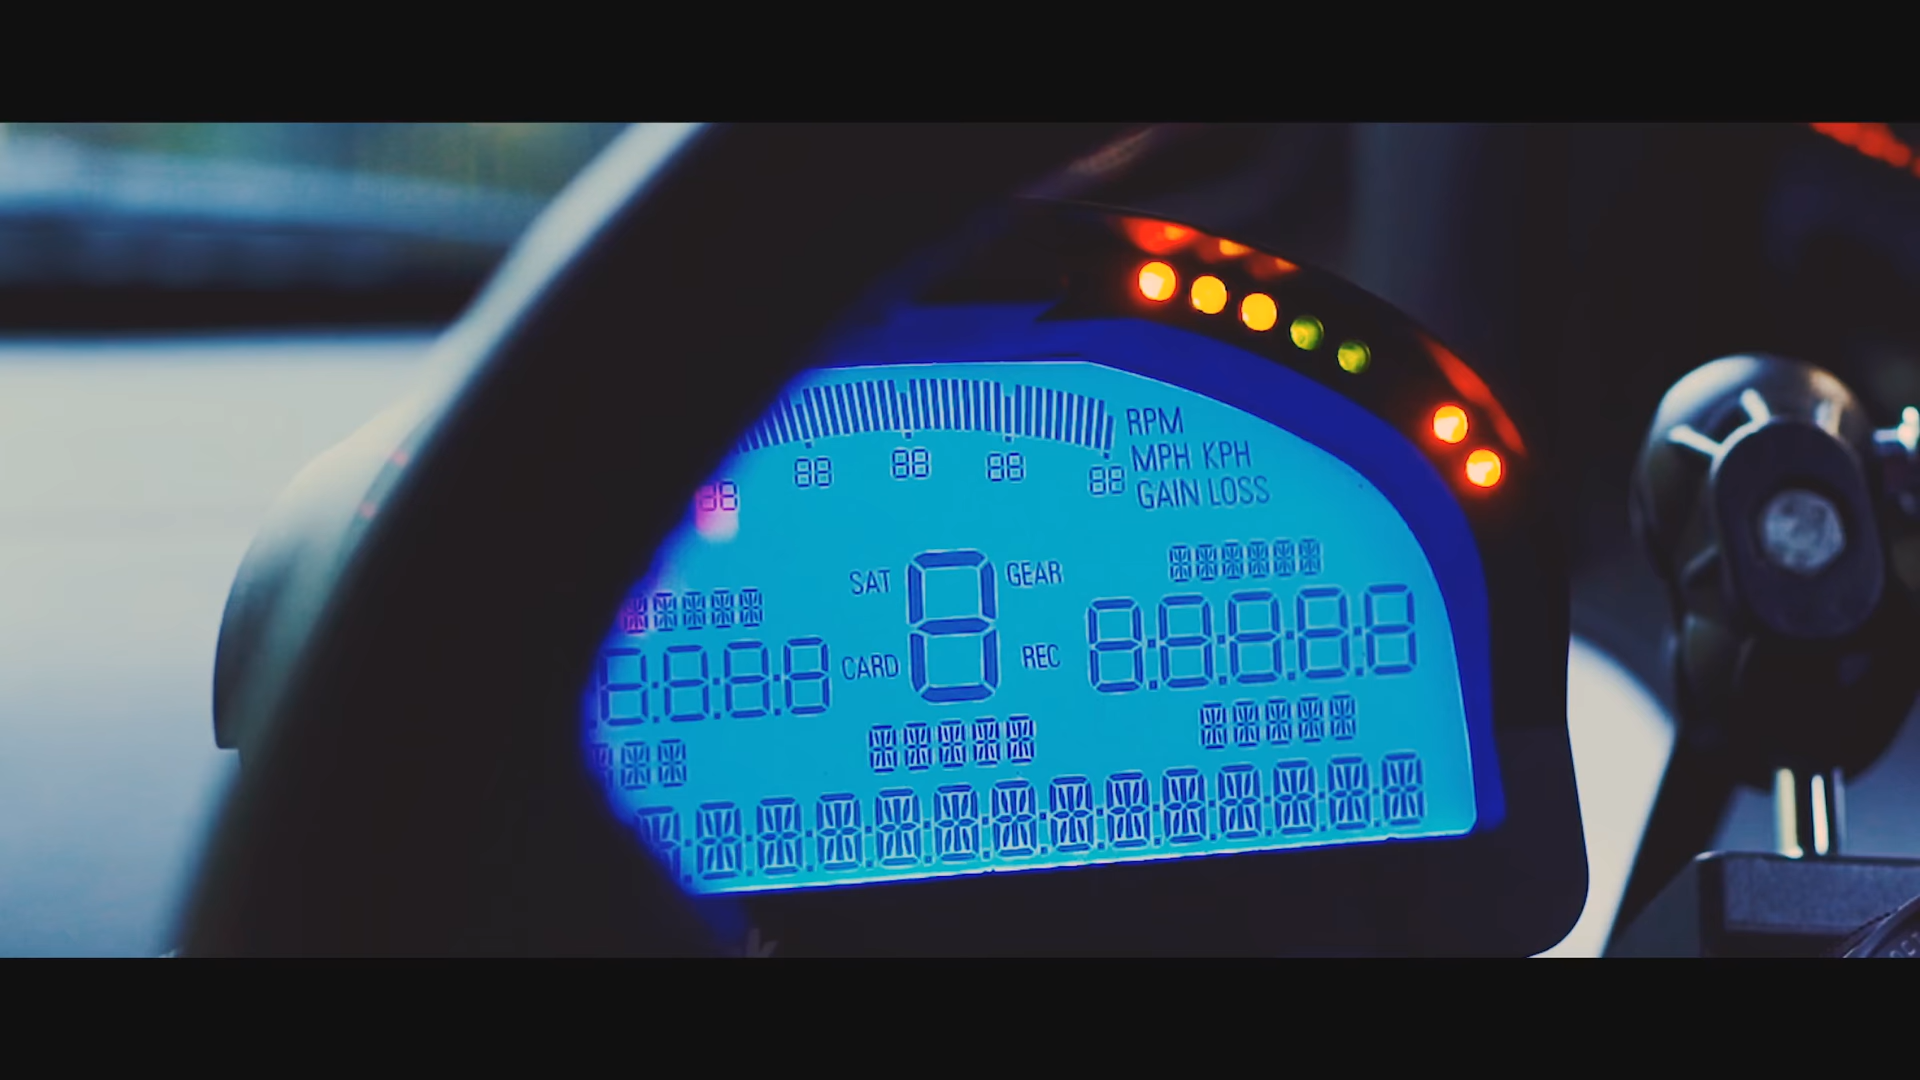 RPM
MPH KPH
GAIN LOSS
88 88 88 88 88
SAT 8 GEAR
CARD REC
8.8.8.8 8.8.8.8.8